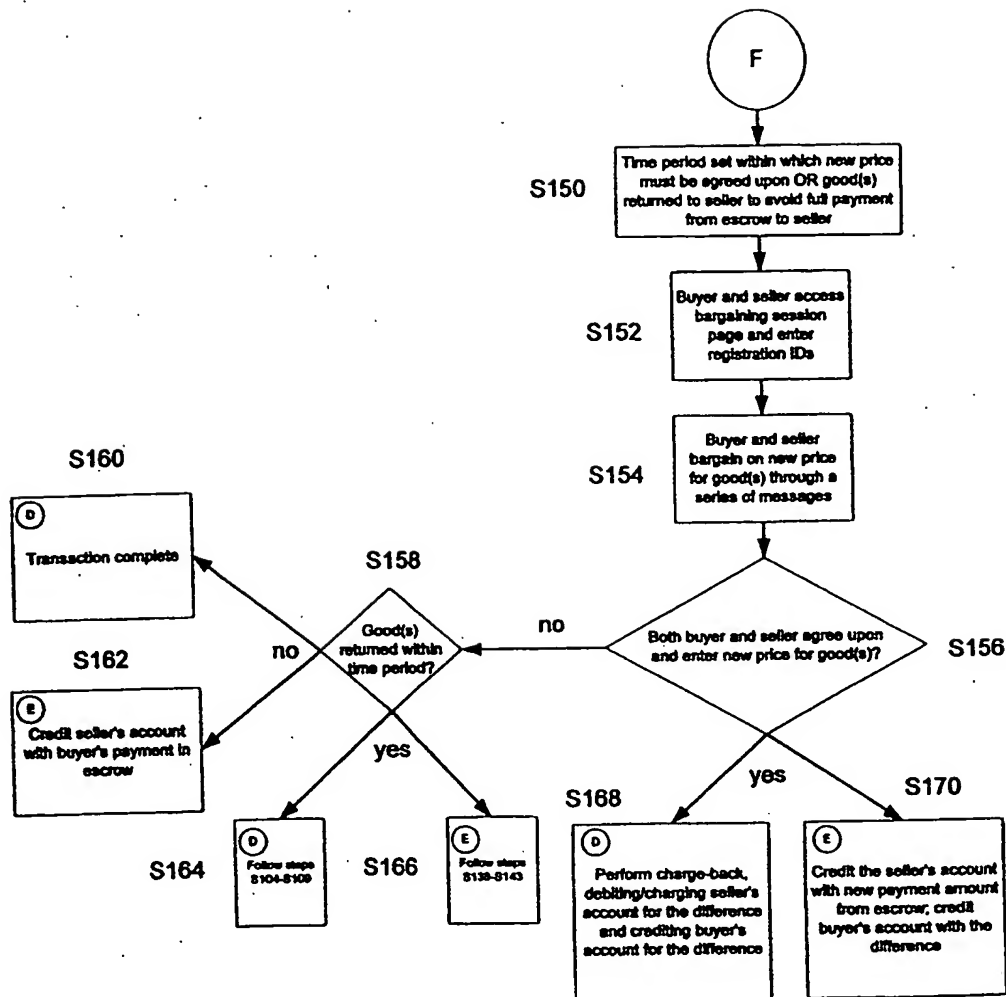 F
S150
Time period set within which new price
must be agreed upon OR good(s)
returned to seller to avoid full payment
from escrow to seller
S152
Buyer and seller access
bargaining session
page and enter
registration IDs
S154
Buyer and seller
bargain on new price
for good(s) through a
series of messages
S160
D
Transaction complete
S158
Good(s)
returned within
time period?
no
no
Both buyer and seller agree upon
and enter new price for good(s)?
S156
S162
E
Credit seller's account
with buyer's payment in
escrow
yes
yes
S164
D
Follow steps
S104-S109
S166
E
Follow steps
S138-S143
S168
D
Perform charge-back,
debiting/charging seller's
account for the difference
and crediting buyer's
account for the difference
S170
E
Credit the seller's account
with new payment amount
from escrow; credit
buyer's account with the
difference